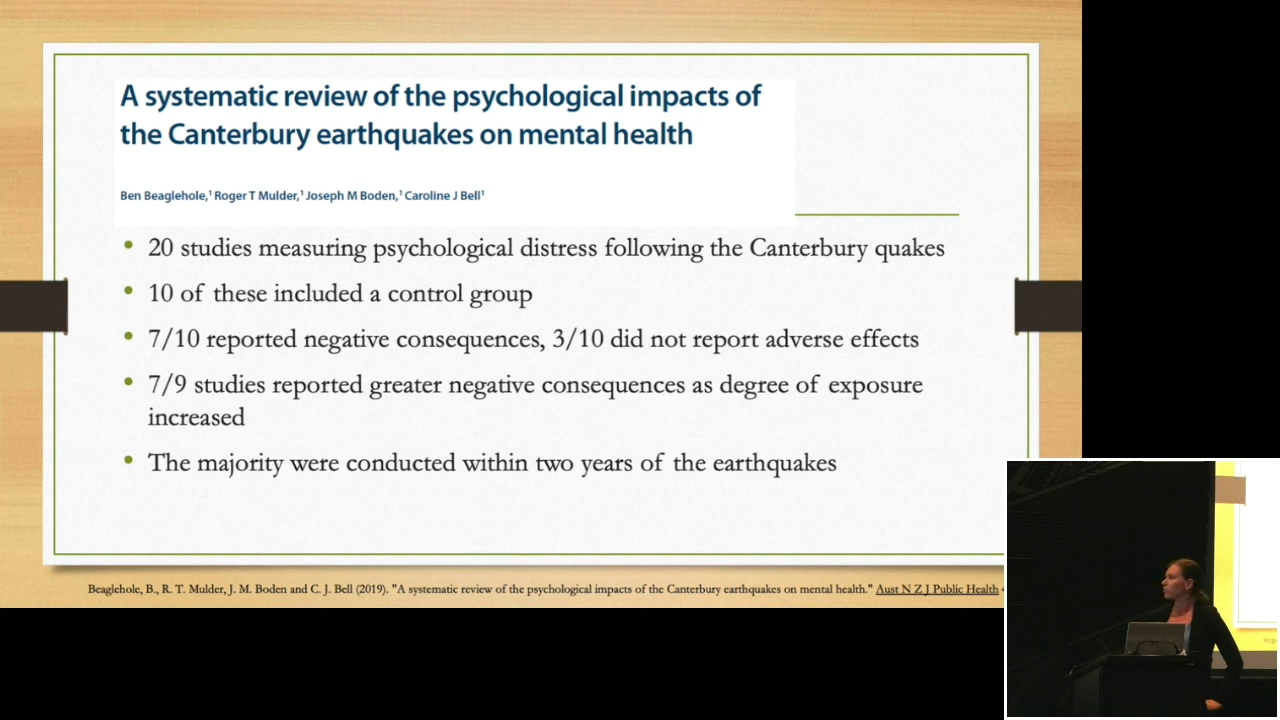 A systematic review of the psychological impacts of
the Canterbury earthquakes on mental health
Ben Beaglehole,¹ Roger T Mulder,¹ Joseph M Boden,¹ Caroline J Bell¹
• 20 studies measuring psychological distress following the Canterbury quakes
• 10 of these included a control group
• 7/10 reported negative consequences, 3/10 did not report adverse effects
• 7/9 studies reported greater negative consequences as degree of exposure
increased
• The majority were conducted within two years of the earthquakes
Beaglehole, B., R. T. Mulder, J. M. Boden and C. J. Bell (2019). "A systematic review of the psychological impacts of the Canterbury earthquakes on mental health." Aust N Z J Public Health